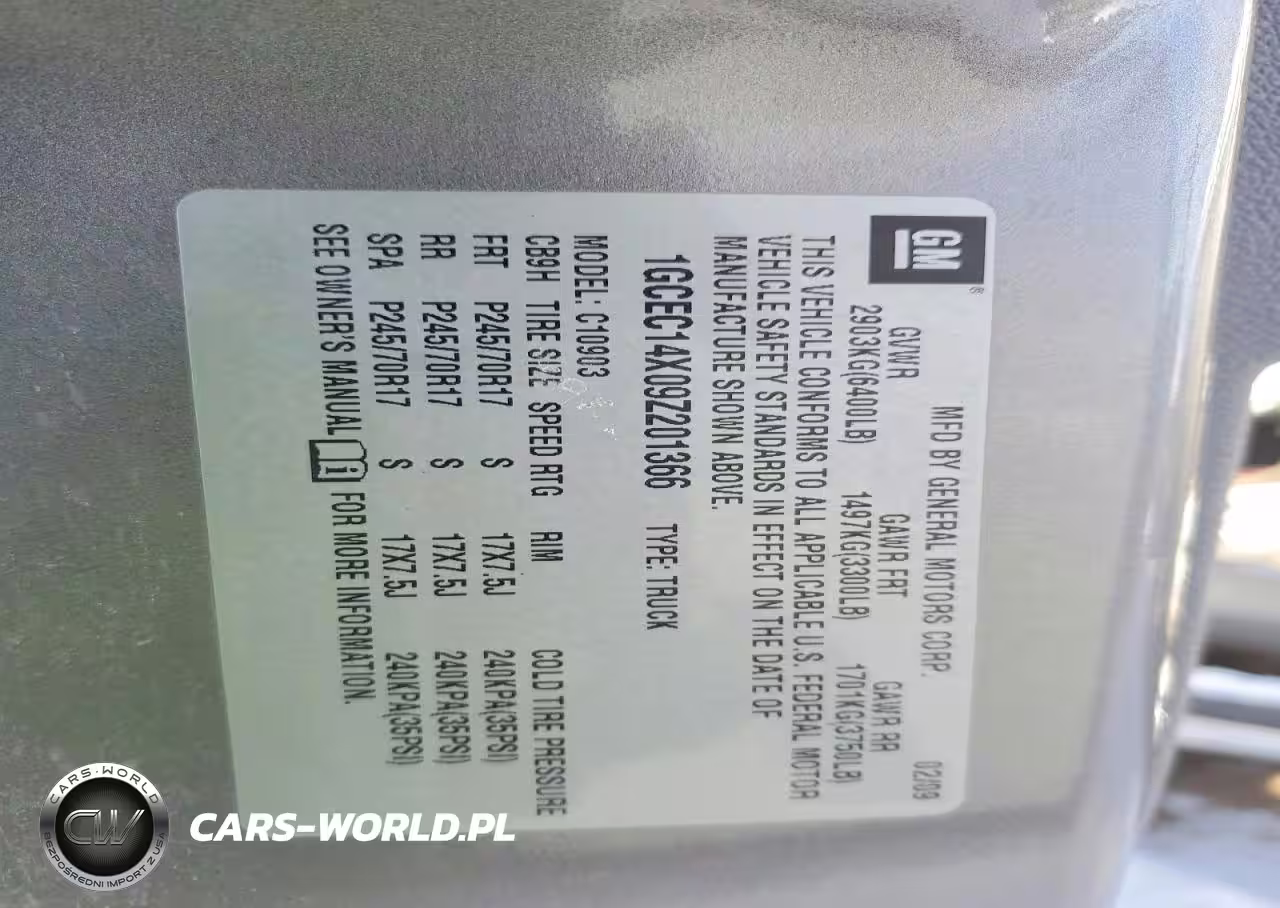 GM ®
MFD BY GENERAL MOTORS CORP. 02/09
GVWR GAWR FRT GAWR RR
2903KG(6400LB) 1497KG(3300LB) 1701KG(3750LB)
THIS VEHICLE CONFORMS TO ALL APPLICABLE U.S. FEDERAL MOTOR
VEHICLE SAFETY STANDARDS IN EFFECT ON THE DATE OF
MANUFACTURE SHOWN ABOVE.
1GCEC14X09Z201366 TYPE: TRUCK
MODEL: C10903
CB9H TIRE SIZE SPEED RTG RIM COLD TIRE PRESSURE
FRT P245/70R17 S 17X7.5J 240KPA(35PSI)
RR P245/70R17 S 17X7.5J 240KPA(35PSI)
SPA P245/70R17 S 17X7.5J 240KPA(35PSI)
SEE OWNER'S MANUAL i FOR MORE INFORMATION.
CARS-WORLD
CW
BEZPOŚREDNI IMPORT Z USA
CARS-WORLD.PL